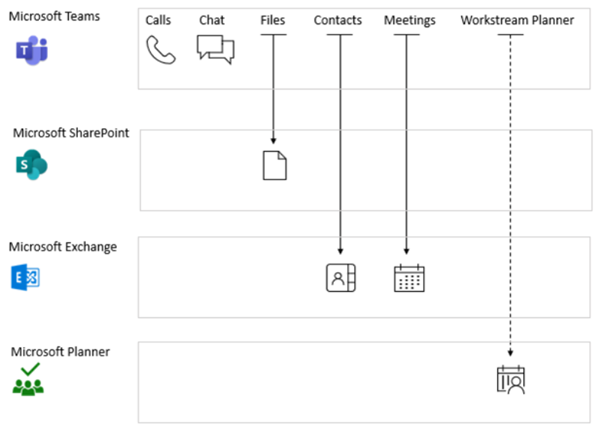 Microsoft Teams
Calls Chat Files Contacts Meetings Workstream Planner
T
Microsoft SharePoint
S
Microsoft Exchange
E
Microsoft Planner